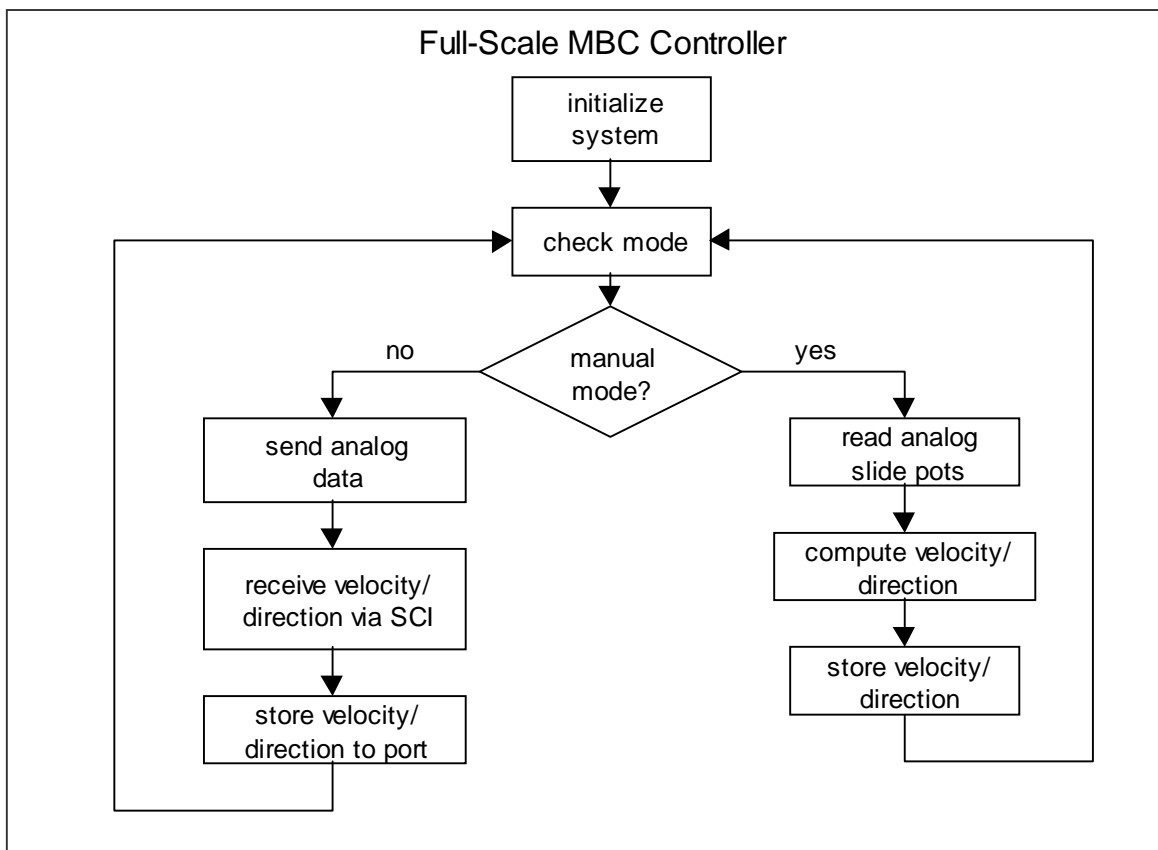 Full-Scale MBC Controller
initialize
system
check mode
no
manual
mode?
yes
send analog
data
receive velocity/
direction via SCI
store velocity/
direction to port
read analog
slide pots
compute velocity/
direction
store velocity/
direction